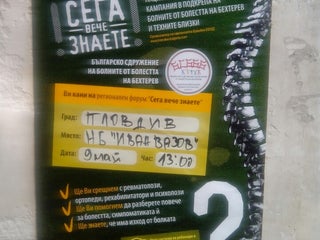 СЕГА
ВЕЧЕ
ЗНАЕТЕ
КАМПАНИЯ В ПОДКРЕПА НА
БОЛНИТЕ ОТ БОЛЕСТТА НА БЕХТЕРЕВ
И ТЕХНИТЕ БЛИЗКИ
БЪЛГАРСКО СДРУЖЕНИЕ
НА БОЛНИТЕ ОТ БОЛЕСТТА
НА БЕХТЕРЕВ
Ви кани на регионален форум "Сега вече знаете"
Град: ПЛОВДИВ
Място: НБ "ИВАН ВАЗОВ"
Дата: 9 май Час: 13:00
Ще Ви срещнем с ревматолози,
ортопеди, рехабилитатори и психолози
Ще Ви помогнем да разберете повече
за болестта, симптоматиката ѝ
Ще знаете, че има изход от болката
?